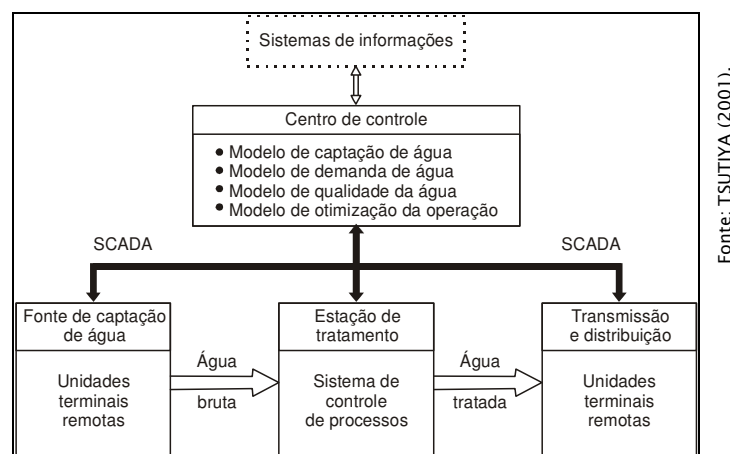 Sistemas de informações
Centro de controle
• Modelo de captação de água
• Modelo de demanda de água
• Modelo de qualidade da água
• Modelo de otimização da operação
SCADA
SCADA
Fonte de captação
de água
Unidades
terminais
remotas
Água
bruta
Estação de
tratamento
Sistema de
controle
de processos
Água
tratada
Transmissão
e distribuição
Unidades
terminais
remotas
Fonte: TSUTIYA (2001).